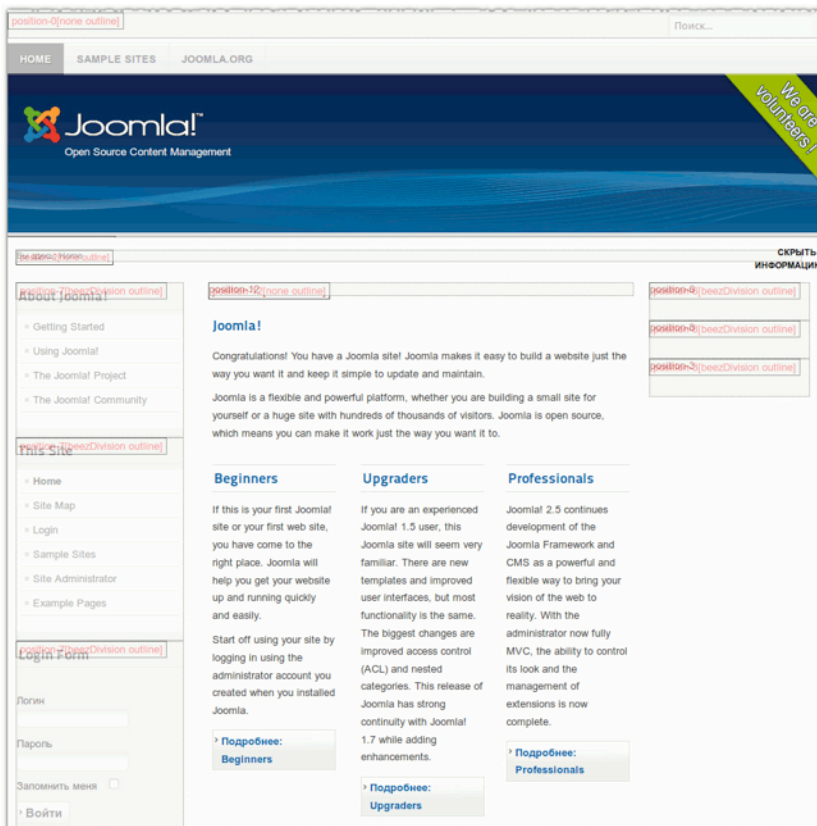 position-0[none outline]
Поиск...
HOME SAMPLE SITES JOOMLA.ORG
We are
volunteers !
Joomla!™
Open Source Content Management
СКРЫТЬ
ИНФОРМАЦИЮ
position-7[beezDivision outline]
About Joomla!
Getting Started
Using Joomla!
The Joomla! Project
The Joomla! Community
position-7[beezDivision outline]
This Site
Home
Site Map
Login
Sample Sites
Site Administrator
Example Pages
position-7[beezDivision outline]
Login Form
Логин
Пароль
Запомнить меня
Войти
position-12[none outline]
Joomla!
Congratulations! You have a Joomla site! Joomla makes it easy to build a website just the
way you want it and keep it simple to update and maintain.
Joomla is a flexible and powerful platform, whether you are building a small site for
yourself or a huge site with hundreds of thousands of visitors. Joomla is open source,
which means you can make it work just the way you want it to.
Beginners
If this is your first Joomla!
site or your first web site,
you have come to the
right place. Joomla will
help you get your website
up and running quickly
and easily.
Start off using your site by
logging in using the
administrator account you
created when you installed
Joomla.
Подробнее:
Beginners
Upgraders
If you are an experienced
Joomla! 1.5 user, this
Joomla site will seem very
familiar. There are new
templates and improved
user interfaces, but most
functionality is the same.
The biggest changes are
improved access control
(ACL) and nested
categories. This release of
Joomla has strong
continuity with Joomla!
1.7 while adding
enhancements.
Подробнее:
Upgraders
Professionals
Joomla! 2.5 continues
development of the
Joomla Framework and
CMS as a powerful and
flexible way to bring your
vision of the web to
reality. With the
administrator now fully
MVC, the ability to control
its look and the
management of
extensions is now
complete.
Подробнее:
Professionals
[beezDivision outline]
[beezDivision outline]
position-3[beezDivision outline]